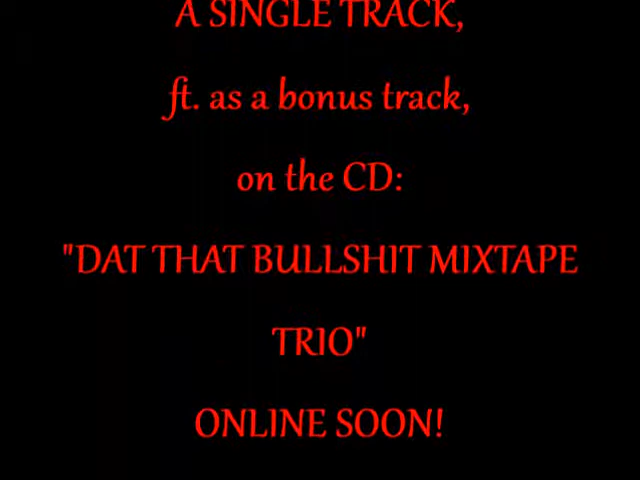 A SINGLE TRACK,
ft. as a bonus track,
on the CD:
"DAT THAT BULLSHIT MIXTAPE
TRIO"
ONLINE SOON!